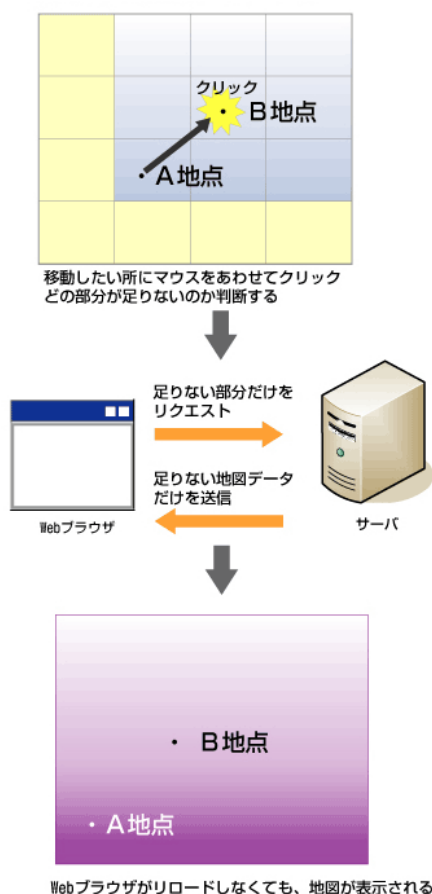 クリック
B地点
A地点
移動したい所にマウスをあわせてクリック
どの部分が足りないのか判断する
足りない部分だけを
リクエスト
足りない地図データ
だけを送信
Webブラウザ
サーバ
B地点
A地点
Webブラウザがリロードしなくても、地図が表示される